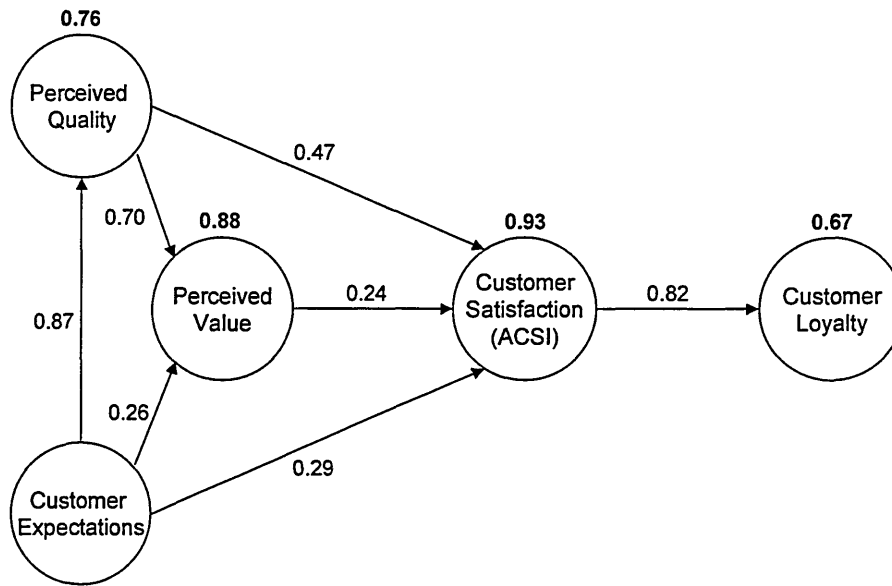 0.76
Perceived
Quality
0.47
0.70
0.88
0.93
0.67
Perceived
Value
0.24
Customer
Satisfaction
(ACSI)
0.82
Customer
Loyalty
0.87
0.26
0.29
Customer
Expectations